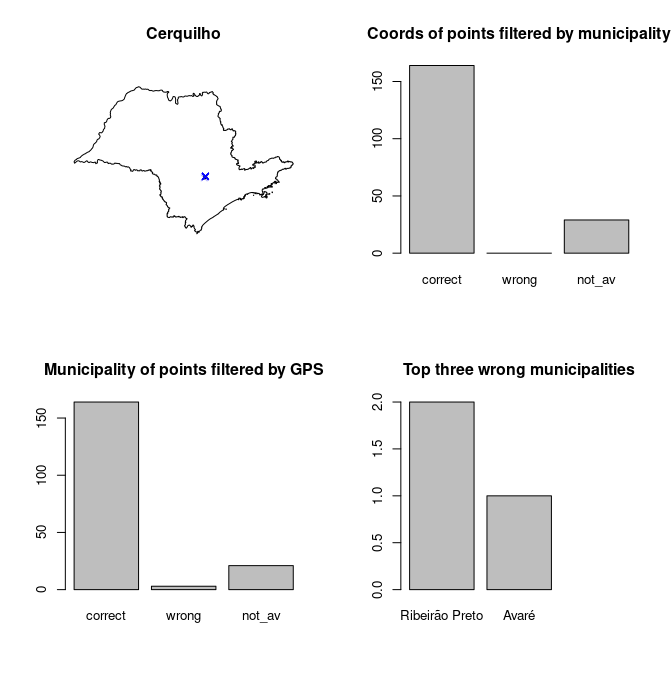 Cerquilho
Coords of points filtered by municipality
150
100
50
0
correct wrong not_av
Municipality of points filtered by GPS
150
100
50
0
correct wrong not_av
Top three wrong municipalities
2.0
1.5
1.0
0.5
0.0
Ribeirão Preto Avaré